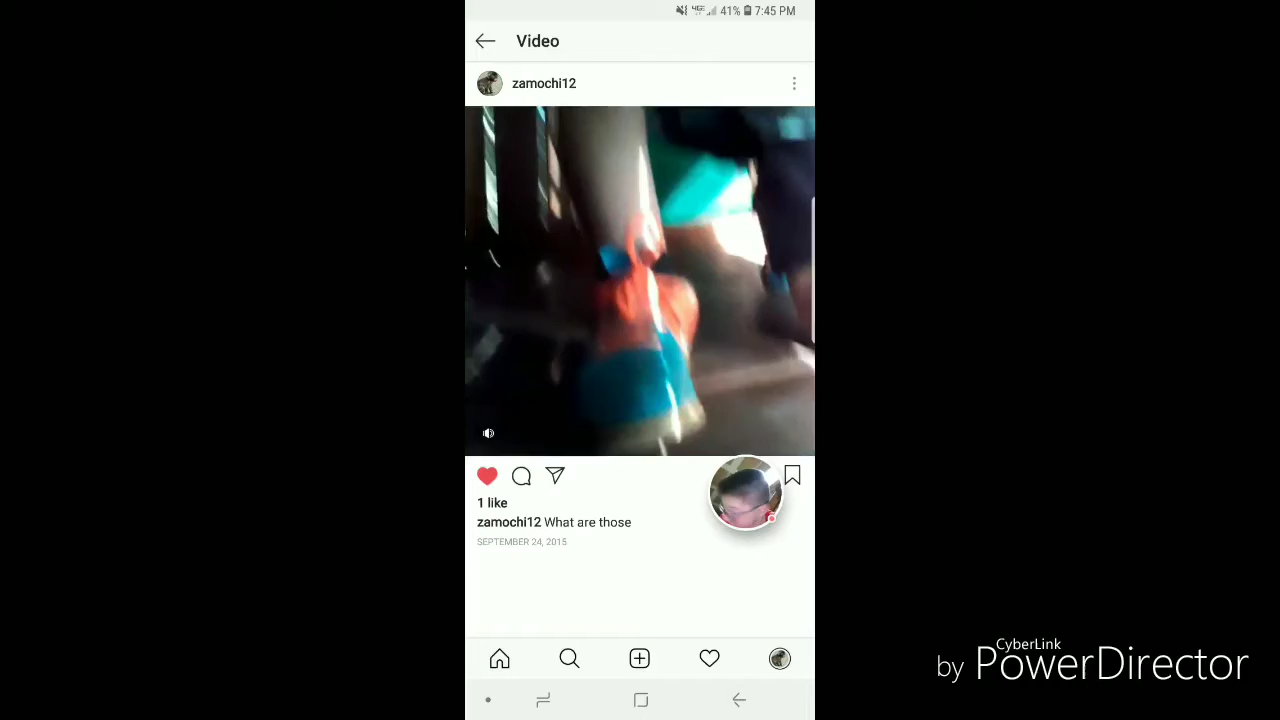 41% 7:45 PM
Video
zamochi12
1 like
zamochi12 What are those
SEPTEMBER 24, 2015
CyberLink
by PowerDirector